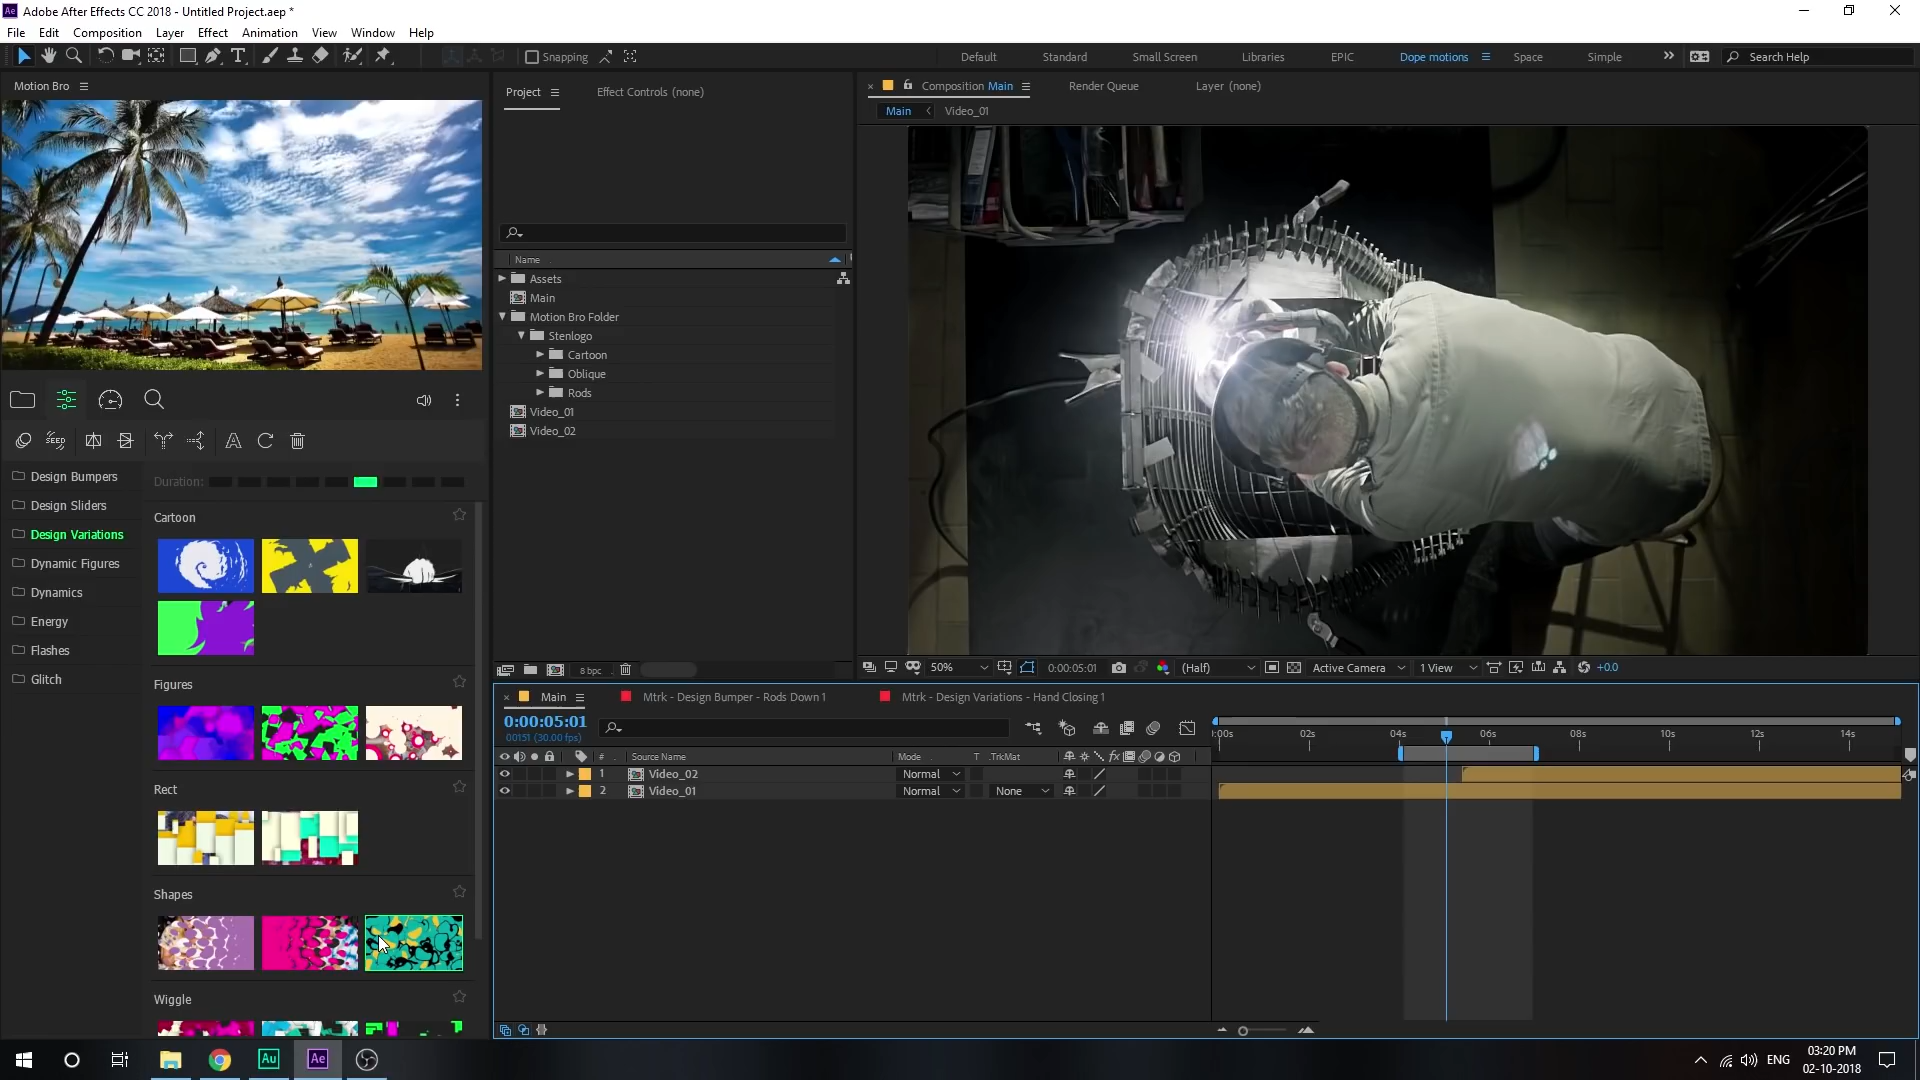 Adobe After Effects CC 2018 - Untitled Project.aep *
File Edit Composition Layer Effect Animation View Window Help
Snapping
Default Standard Small Screen Libraries EPIC Dope motions Space Simple Search Help
Motion Bro
Project Effect Controls (none)
Composition Main Render Queue Layer (none)
Main Video_01
Name
Assets
Main
Motion Bro Folder
Stenlogo
Cartoon
Oblique
Rods
Video_01
Video_02
SEED
Design Bumpers
Design Sliders
Design Variations
Dynamic Figures
Dynamics
Energy
Flashes
Glitch
Duration:
Cartoon
Figures
Rect
Shapes
Wiggle
8 bpc
50% 0:00:05:01 (Half) Active Camera 1 View +0.0
Main Mtrk - Design Bumper - Rods Down 1 Mtrk - Design Variations - Hand Closing 1
0:00:05:01
00151 (30.00 fps)
# Source Name Mode T .TrkMat
1 Video_02 Normal
2 Video_01 Normal None
):00s 02s 04s 06s 08s 10s 12s 14s
Au Ae
ENG
03:20 PM
02-10-2018